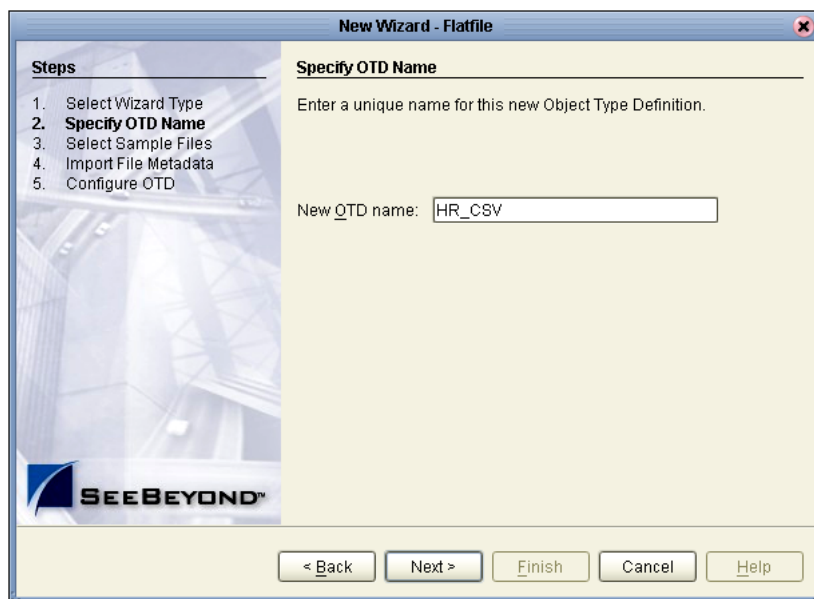 New Wizard - Flatfile
Steps
1. Select Wizard Type
2. Specify OTD Name
3. Select Sample Files
4. Import File Metadata
5. Configure OTD
SEEBEYOND™
Specify OTD Name
Enter a unique name for this new Object Type Definition.
New OTD name: HR_CSV
< Back Next > Finish Cancel Help